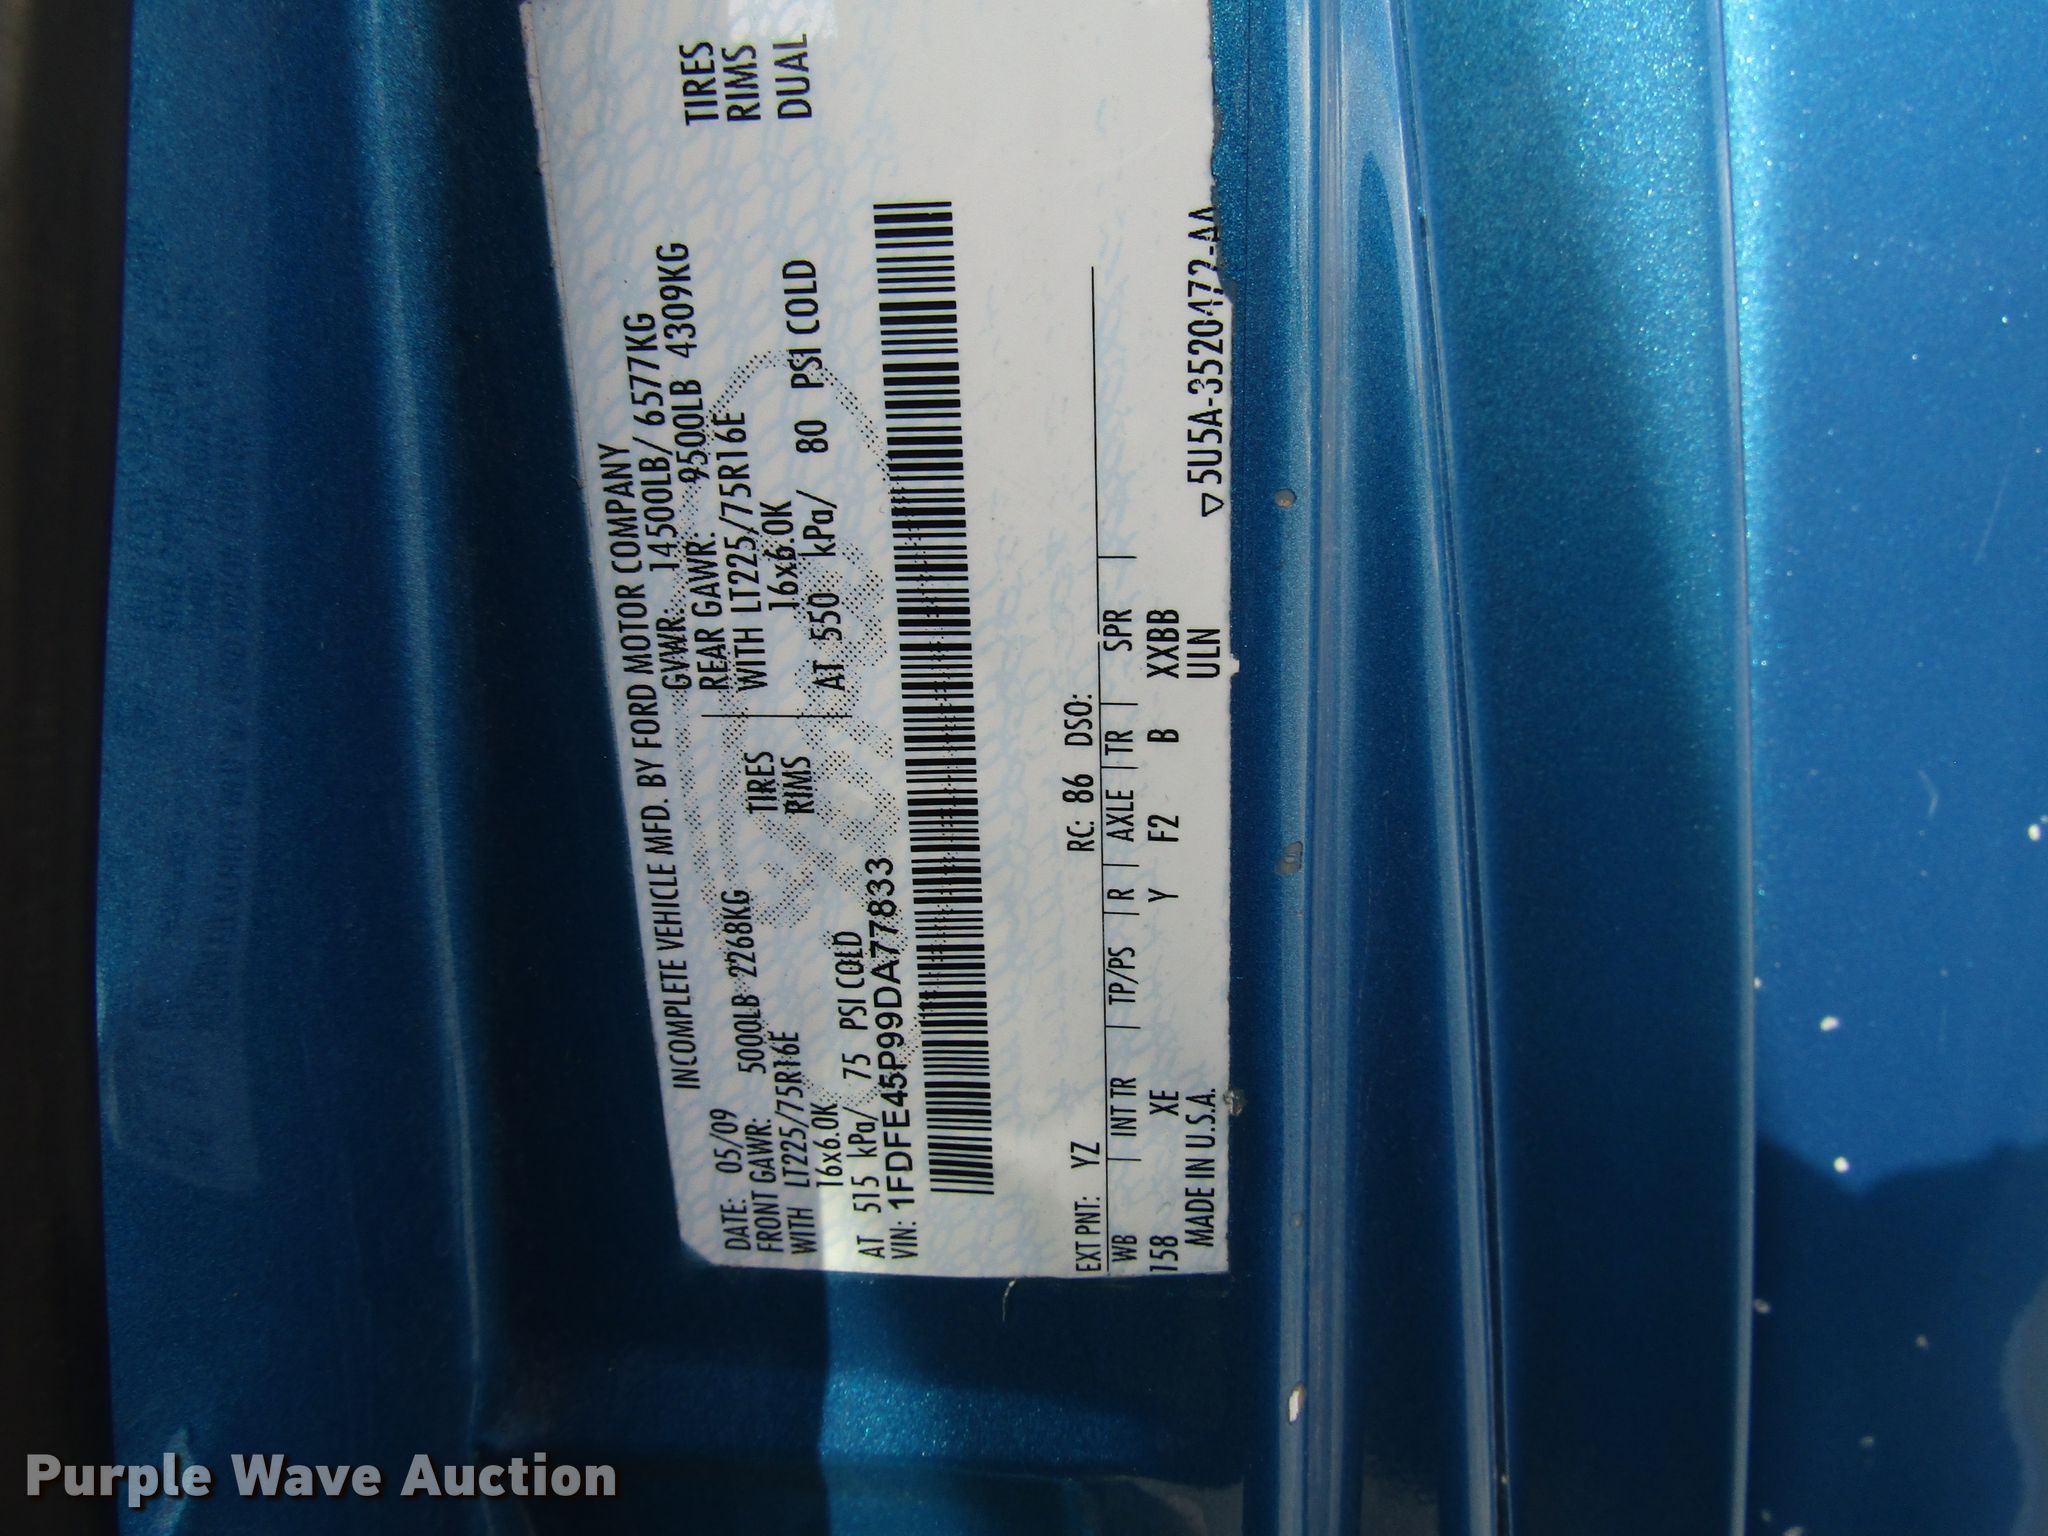 INCOMPLETE VEHICLE MFD. BY FORD MOTOR COMPANY
DATE: 05/09 GVWR: 14500LB/ 6577KG
FRONT GAWR: 5000LB 2268KG REAR GAWR: 9500LB 4309KG
WITH LT225/75R16E TIRES WITH LT225/75R16E TIRES
16x6.0K RIMS 16x6.0K RIMS
AT 515 kPa/ 75 PSI COLD AT 550 kPa/ 80 PSI COLD DUAL
VIN: 1FDFE45P99DA77833
EXT PNT: YZ RC: 86 DSO:
WB | INT TR | TP/PS | R | AXLE | TR | SPR |
158 XE Y F2 B XXBB
MADE IN U.S.A. ULN
▽5U5A-3520472-AA
Purple Wave Auction